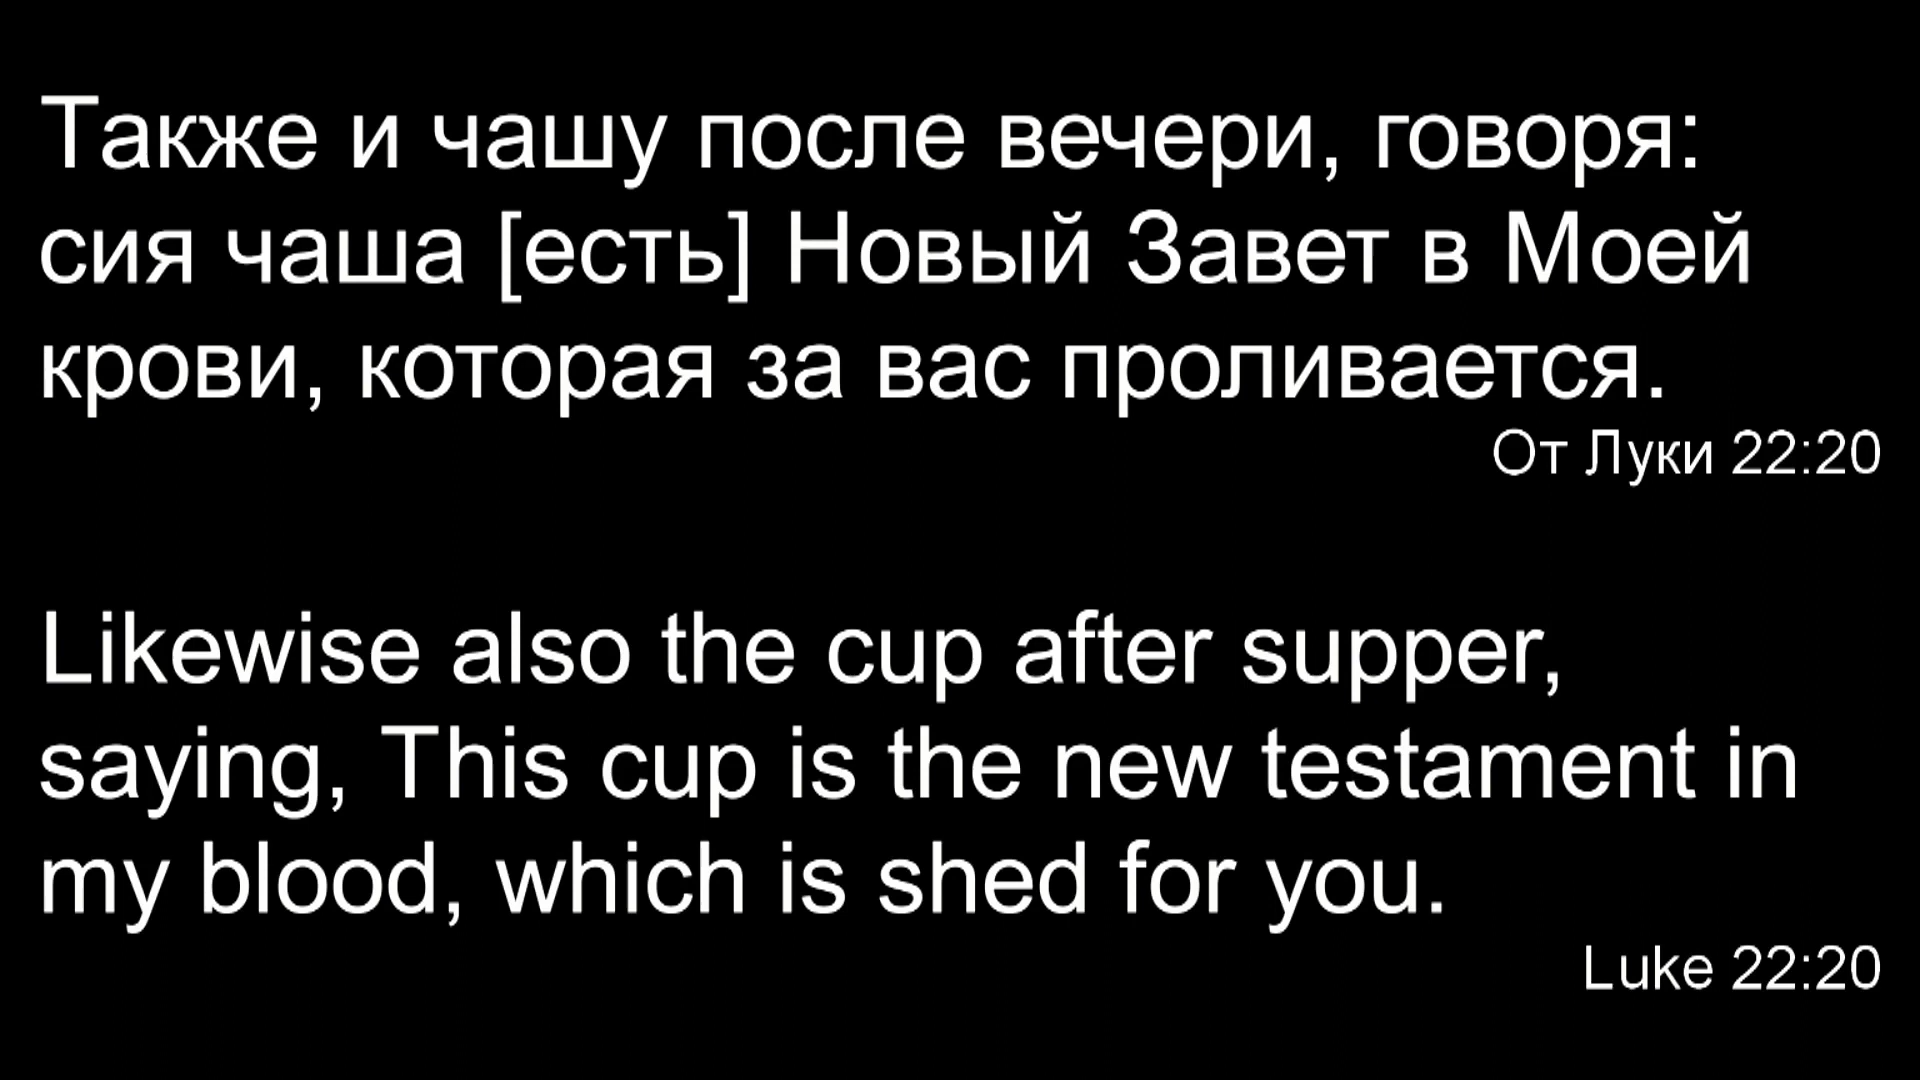 Также и чашу после вечери, говоря:
сия чаша [есть] Новый Завет в Моей
крови, которая за вас проливается.
От Луки 22:20
Likewise also the cup after supper,
saying, This cup is the new testament in
my blood, which is shed for you.
Luke 22:20